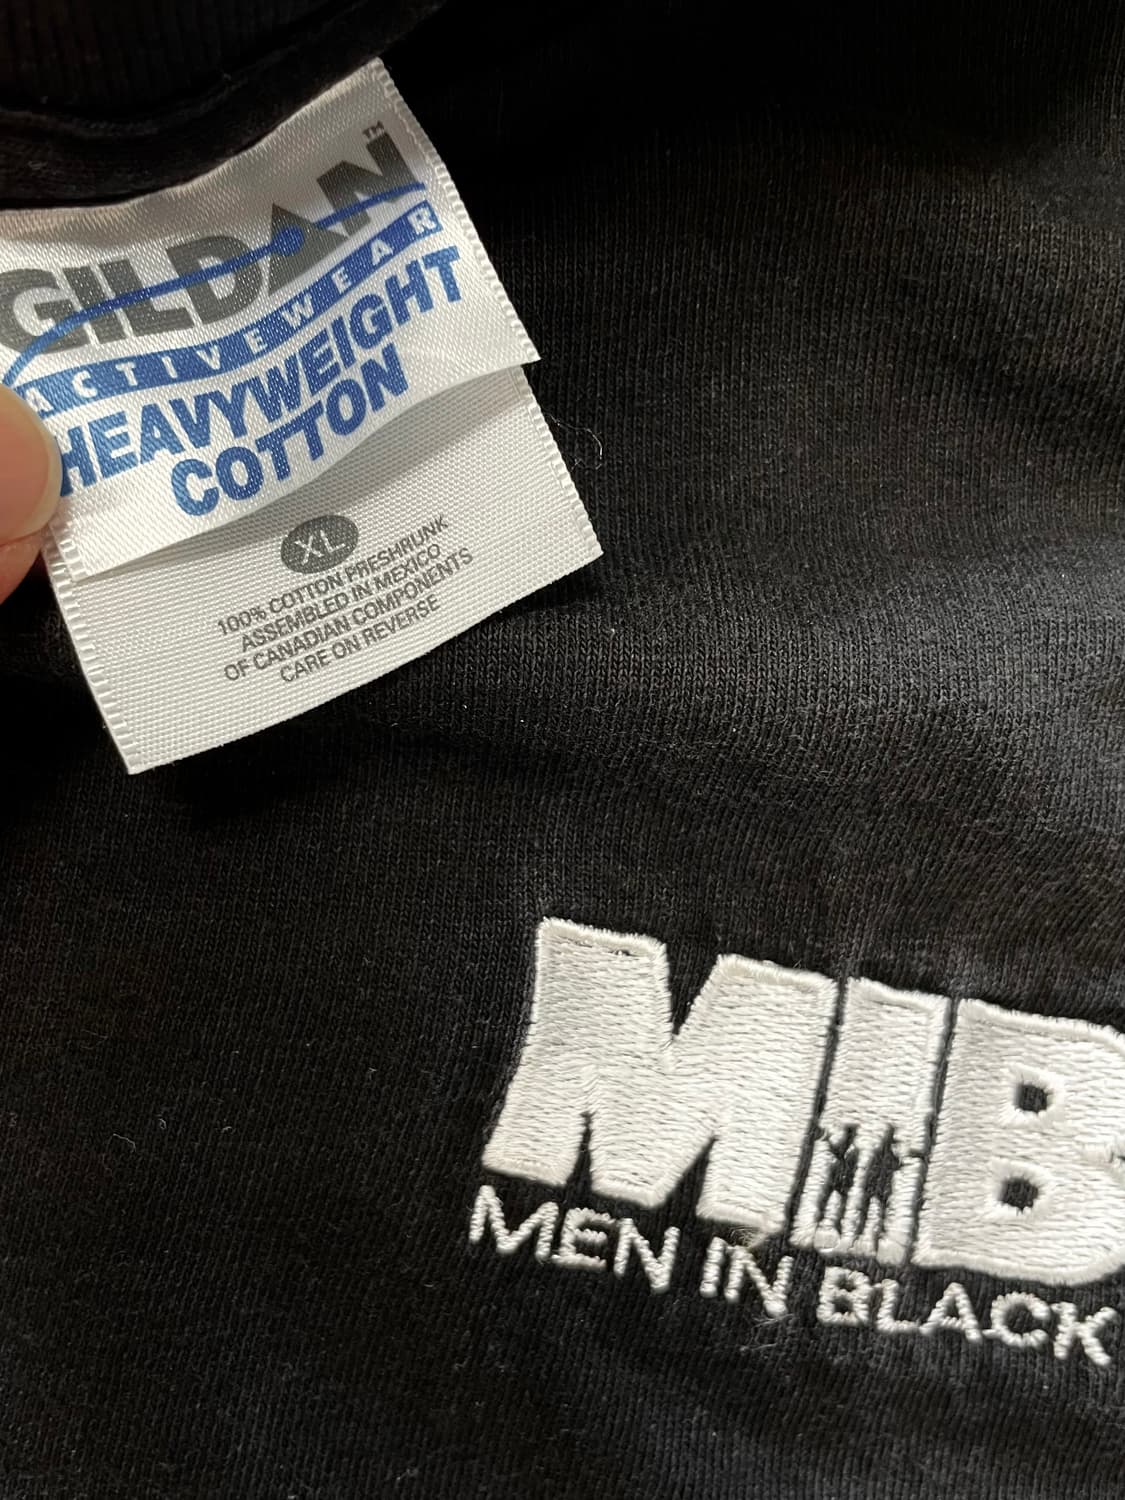 GILDAN™
ACTIVEWEAR
HEAVYWEIGHT
COTTON
XL
100% COTTON PRESHRUNK
ASSEMBLED IN MEXICO
OF CANADIAN COMPONENTS
CARE ON REVERSE
MIB
MEN IN BLACK